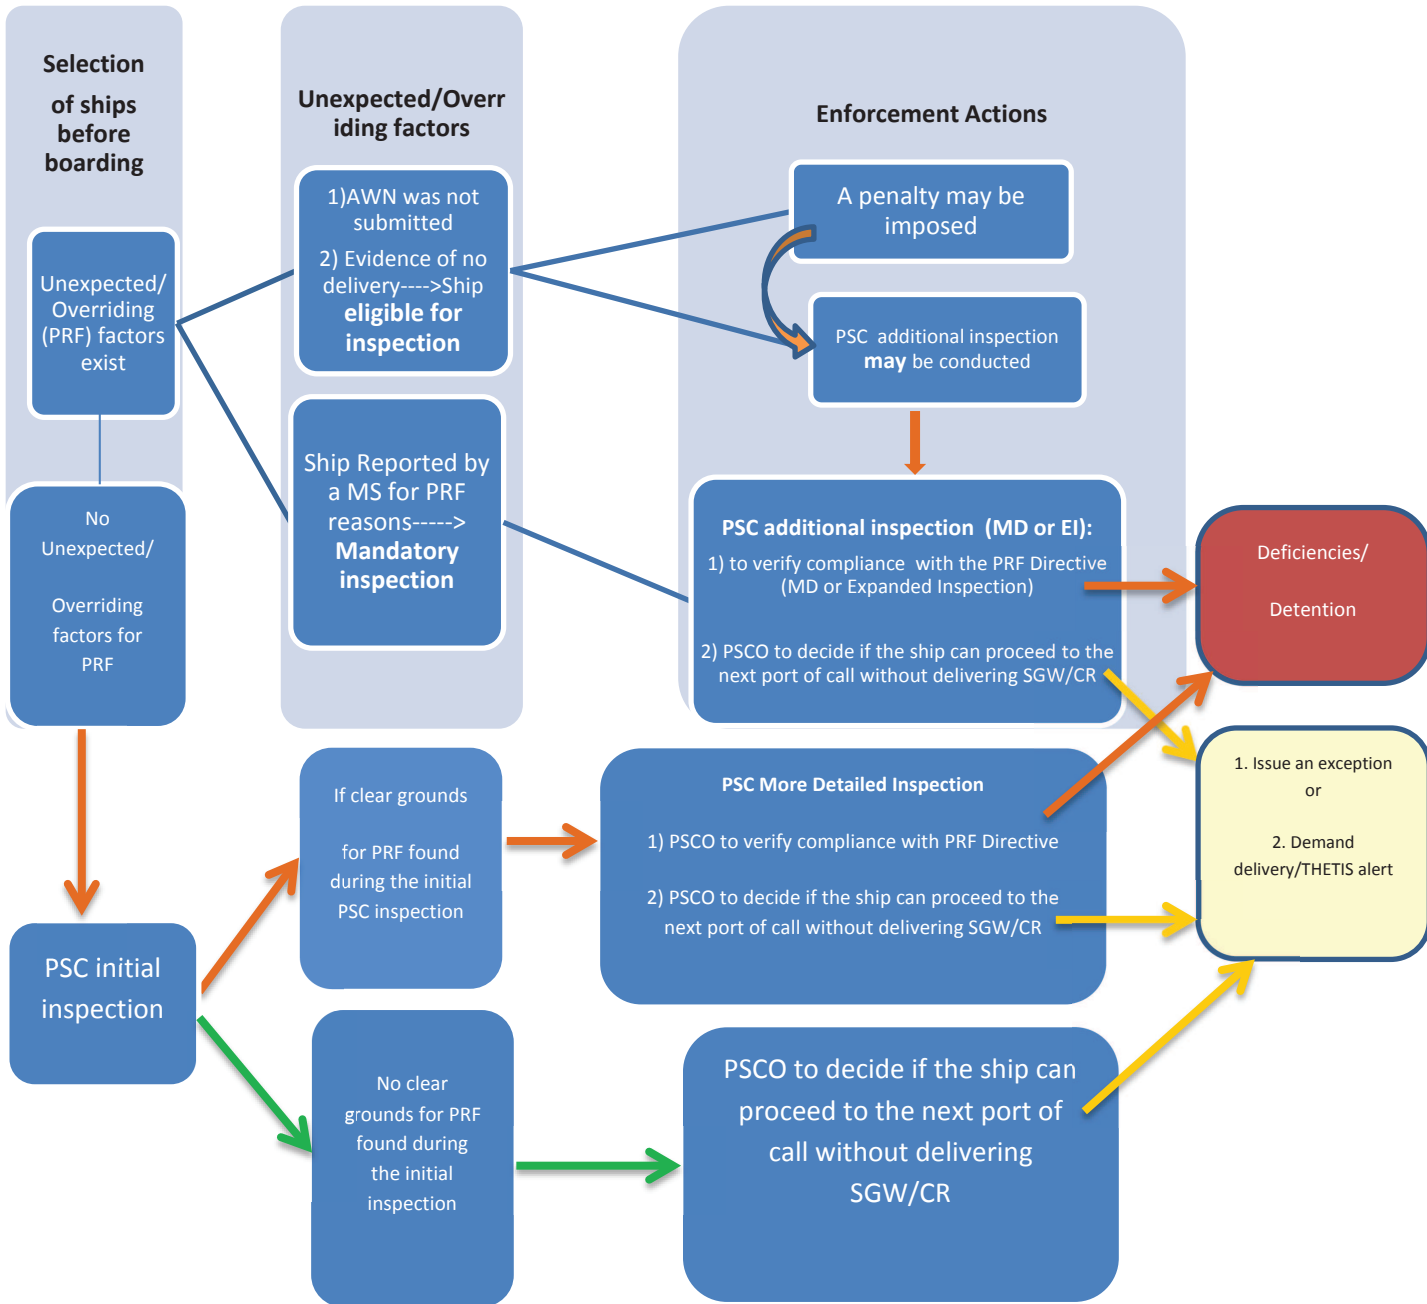 Selection
of ships
before
boarding
Unexpected/
Overriding
(PRF) factors
exist
No
Unexpected/
Overriding
factors for
PRF
PSC initial
inspection
Unexpected/Overr
iding factors
1)AWN was not
submitted
2) Evidence of no
delivery---->Ship
eligible for
inspection
Ship Reported by
a MS for PRF
reasons----->
Mandatory
inspection
If clear grounds
for PRF found
during the initial
PSC inspection
No clear
grounds for PRF
found during
the initial
inspection
Enforcement Actions
A penalty may be
imposed
PSC additional inspection
may be conducted
PSC additional inspection (MD or EI):
1) to verify compliance with the PRF Directive
(MD or Expanded Inspection)
2) PSCO to decide if the ship can proceed to the
next port of call without delivering SGW/CR
PSC More Detailed Inspection
1) PSCO to verify compliance with PRF Directive
2) PSCO to decide if the ship can proceed to the
next port of call without delivering SGW/CR
PSCO to decide if the ship can
proceed to the next port of
call without delivering
SGW/CR
Deficiencies/
Detention
1. Issue an exception
or
2. Demand
delivery/THETIS alert